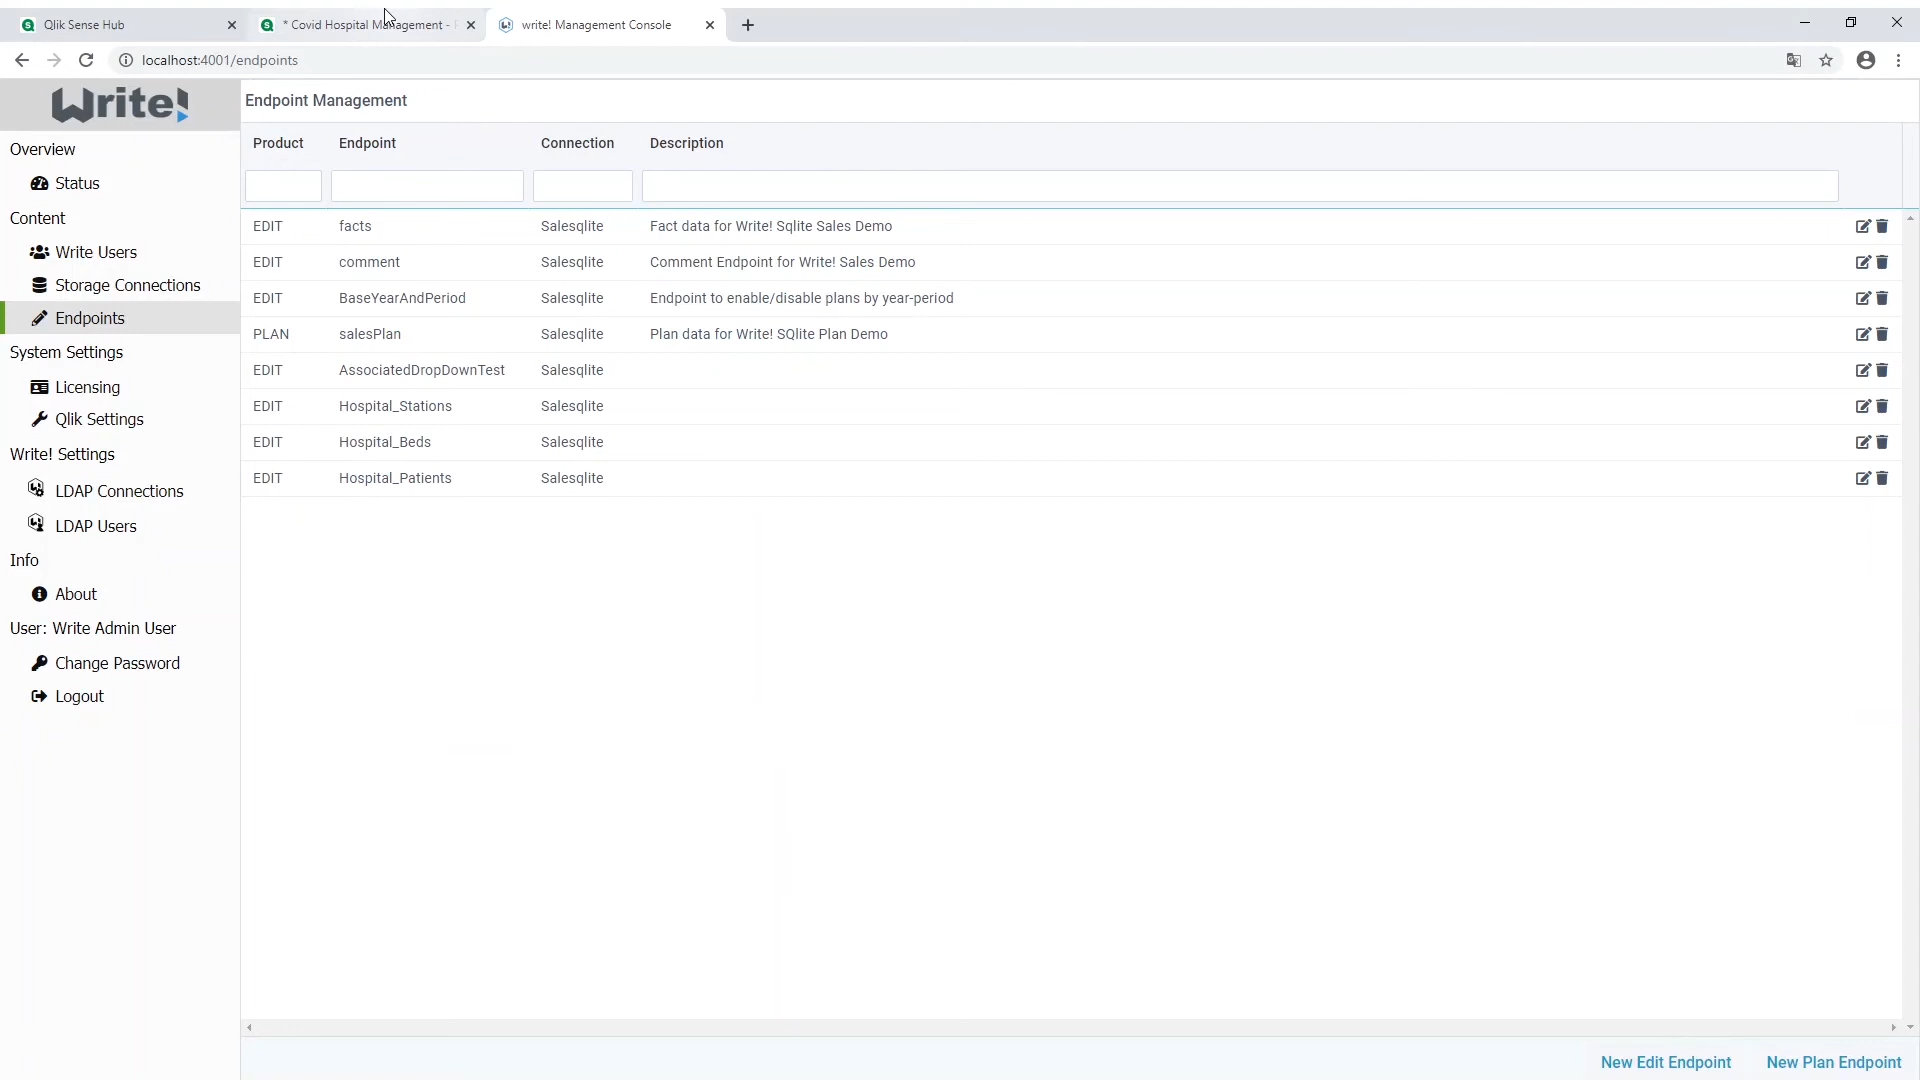 Qlik Sense Hub
* Covid Hospital Management -
write! Management Console
localhost:4001/endpoints
Write!
Endpoint Management
Overview
Status
Content
Write Users
Storage Connections
Endpoints
System Settings
Licensing
Qlik Settings
Write! Settings
LDAP Connections
LDAP Users
Info
About
User: Write Admin User
Change Password
Logout
Product Endpoint Connection Description
EDIT facts Salesqlite Fact data for Write! Sqlite Sales Demo
EDIT comment Salesqlite Comment Endpoint for Write! Sales Demo
EDIT BaseYearAndPeriod Salesqlite Endpoint to enable/disable plans by year-period
PLAN salesPlan Salesqlite Plan data for Write! SQlite Plan Demo
EDIT AssociatedDropDownTest Salesqlite
EDIT Hospital_Stations Salesqlite
EDIT Hospital_Beds Salesqlite
EDIT Hospital_Patients Salesqlite
New Edit Endpoint New Plan Endpoint